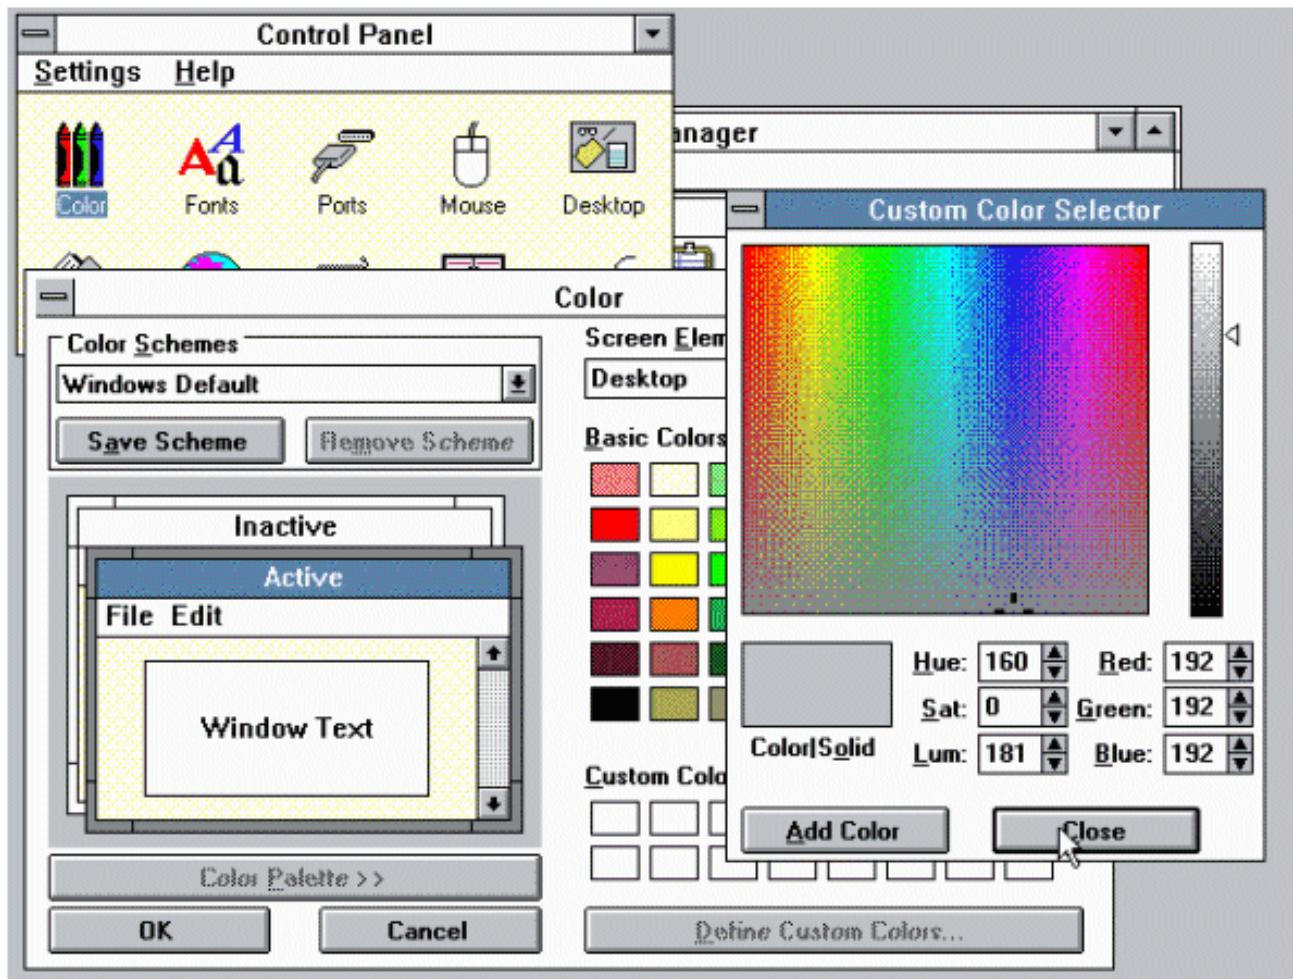 Control Panel
Settings Help
Color Fonts Ports Mouse Desktop
anager
Custom Color Selector
Color
Color Schemes
Windows Default
Save Scheme Remove Scheme
Screen Elem
Desktop
Basic Colors
Inactive
Active
File Edit
Window Text
Custom Colo
Color Palette >>
OK Cancel
Define Custom Colors...
Color|Solid
Hue: 160 Red: 192
Sat: 0 Green: 192
Lum: 181 Blue: 192
Add Color Close